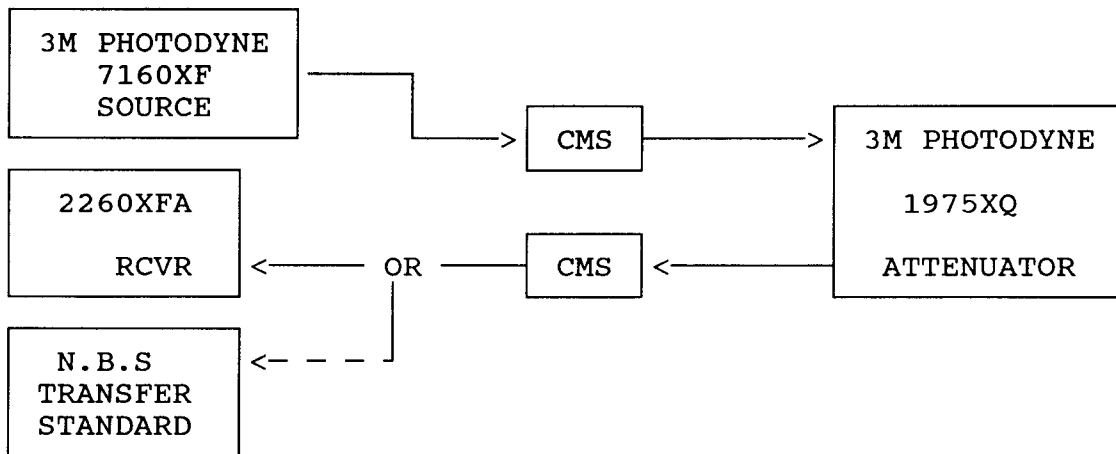 3M PHOTODYNE
7160XF
SOURCE
CMS
3M PHOTODYNE
1975XQ
ATTENUATOR
2260XFA
RCVR
OR
CMS
N.B.S
TRANSFER
STANDARD